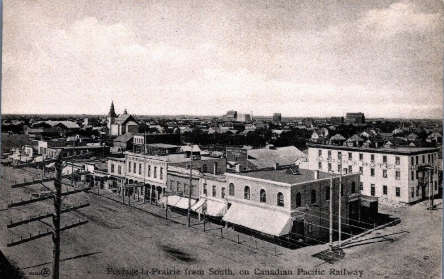 Portage-la-Prairie from South, on Canadian Pacific Railway